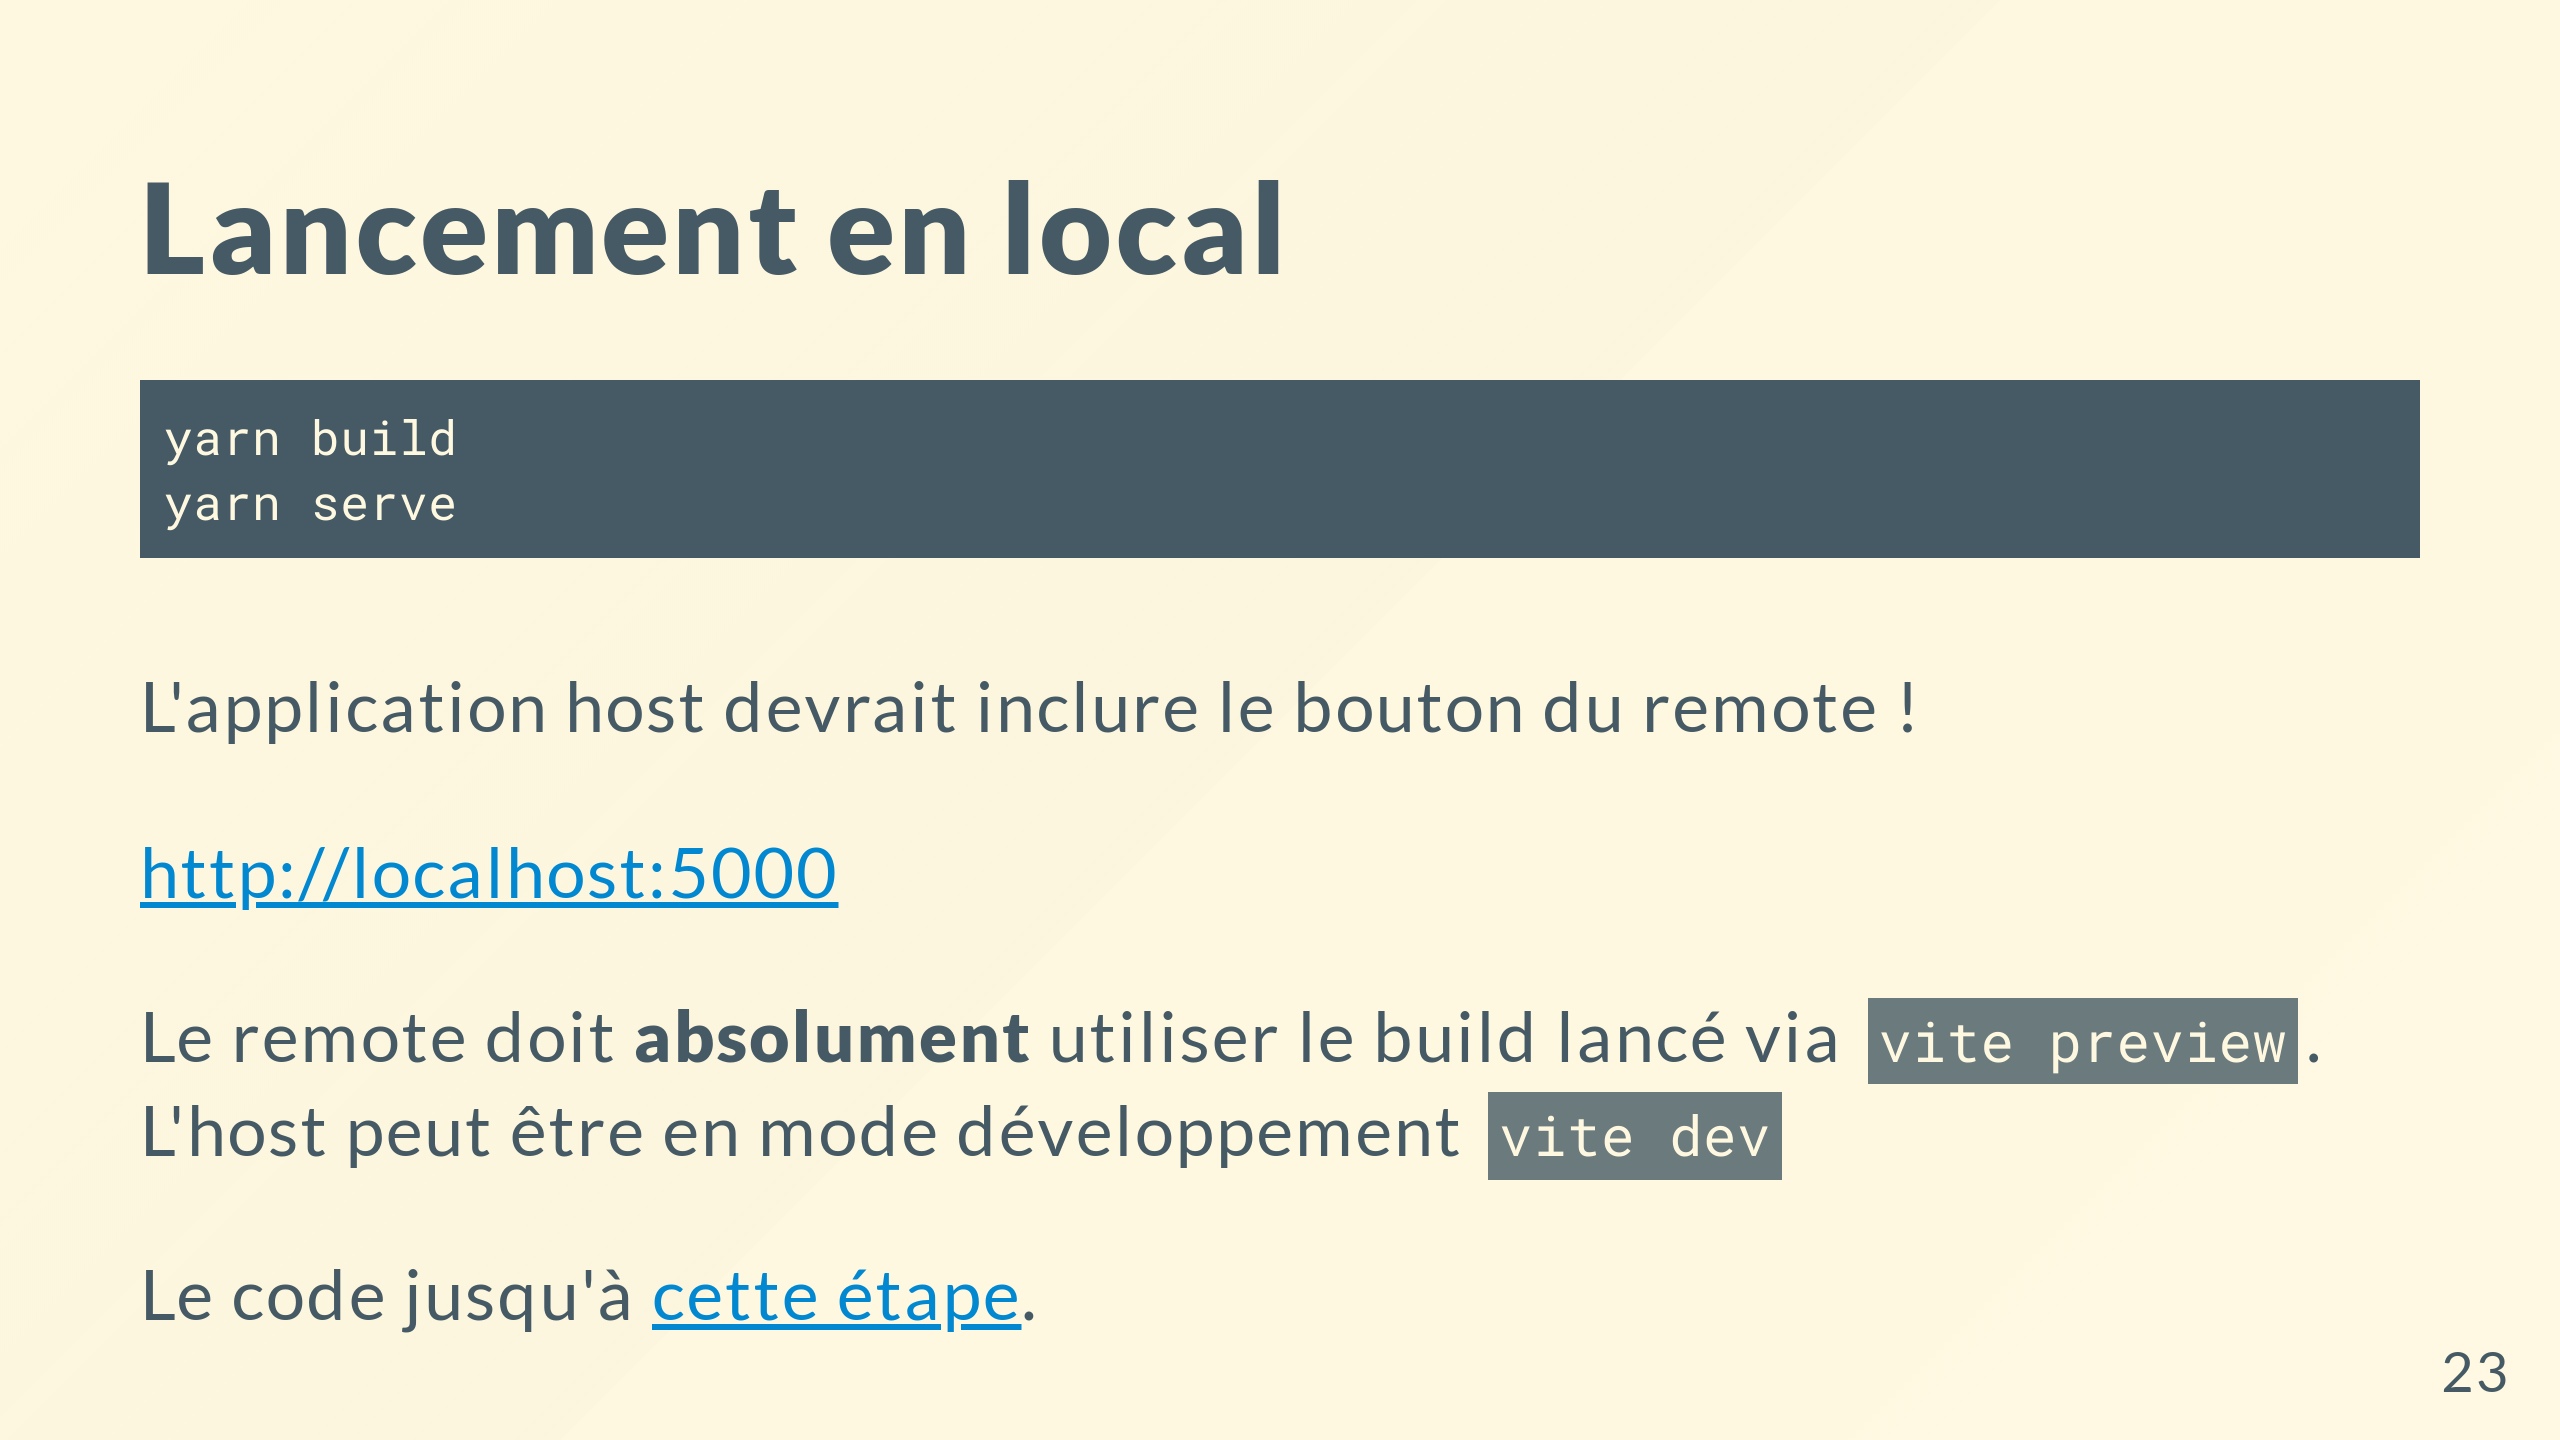 Lancement en local
yarn build
yarn serve
L'application host devrait inclure le bouton du remote !
http://localhost:5000
Le remote doit absolument utiliser le build lancé via vite preview.
L'host peut être en mode développement vite dev
Le code jusqu'à cette étape.
23